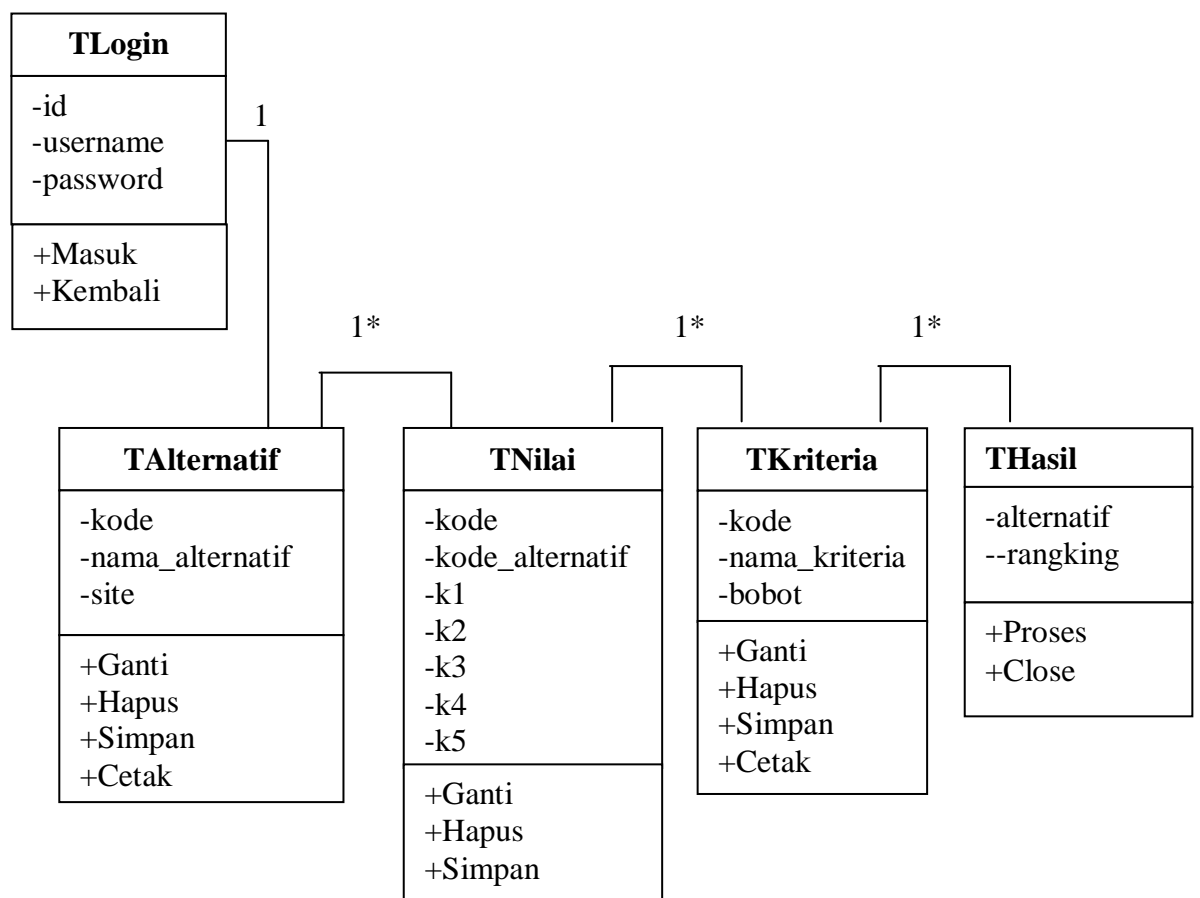 TLogin
-id
-username
-password
+Masuk
+Kembali
1
1*
1*
1*
TAlternatif
-kode
-nama_alternatif
-site
+Ganti
+Hapus
+Simpan
+Cetak
TNilai
-kode
-kode_alternatif
-k1
-k2
-k3
-k4
-k5
+Ganti
+Hapus
+Simpan
TKriteria
-kode
-nama_kriteria
-bobot
+Ganti
+Hapus
+Simpan
+Cetak
THasil
-alternatif
--rangking
+Proses
+Close